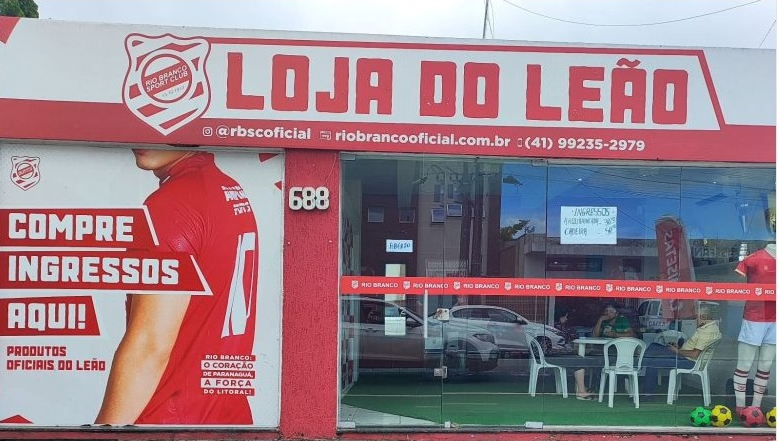 RIO BRANCO
SPORT CLUB
LOJA DO LEÃO
@rbscoficial riobrancooficial.com.br (41) 99235-2979
688
COMPRE
INGRESSOS
AQUI!
PRODUTOS
OFICIAIS DO LEÃO
10
RIO BRANCO:
O CORAÇÃO
DE PARANAGUÁ,
A FORÇA
DO LITORAL!
INGRESSOS
CADEIRA
ABERTO
RIO BRANCO RIO BRANCO RIO BRANCO RIO BRANCO RIO BRANCO RIO BRANCO RIO BRANCO RIO BRANCO